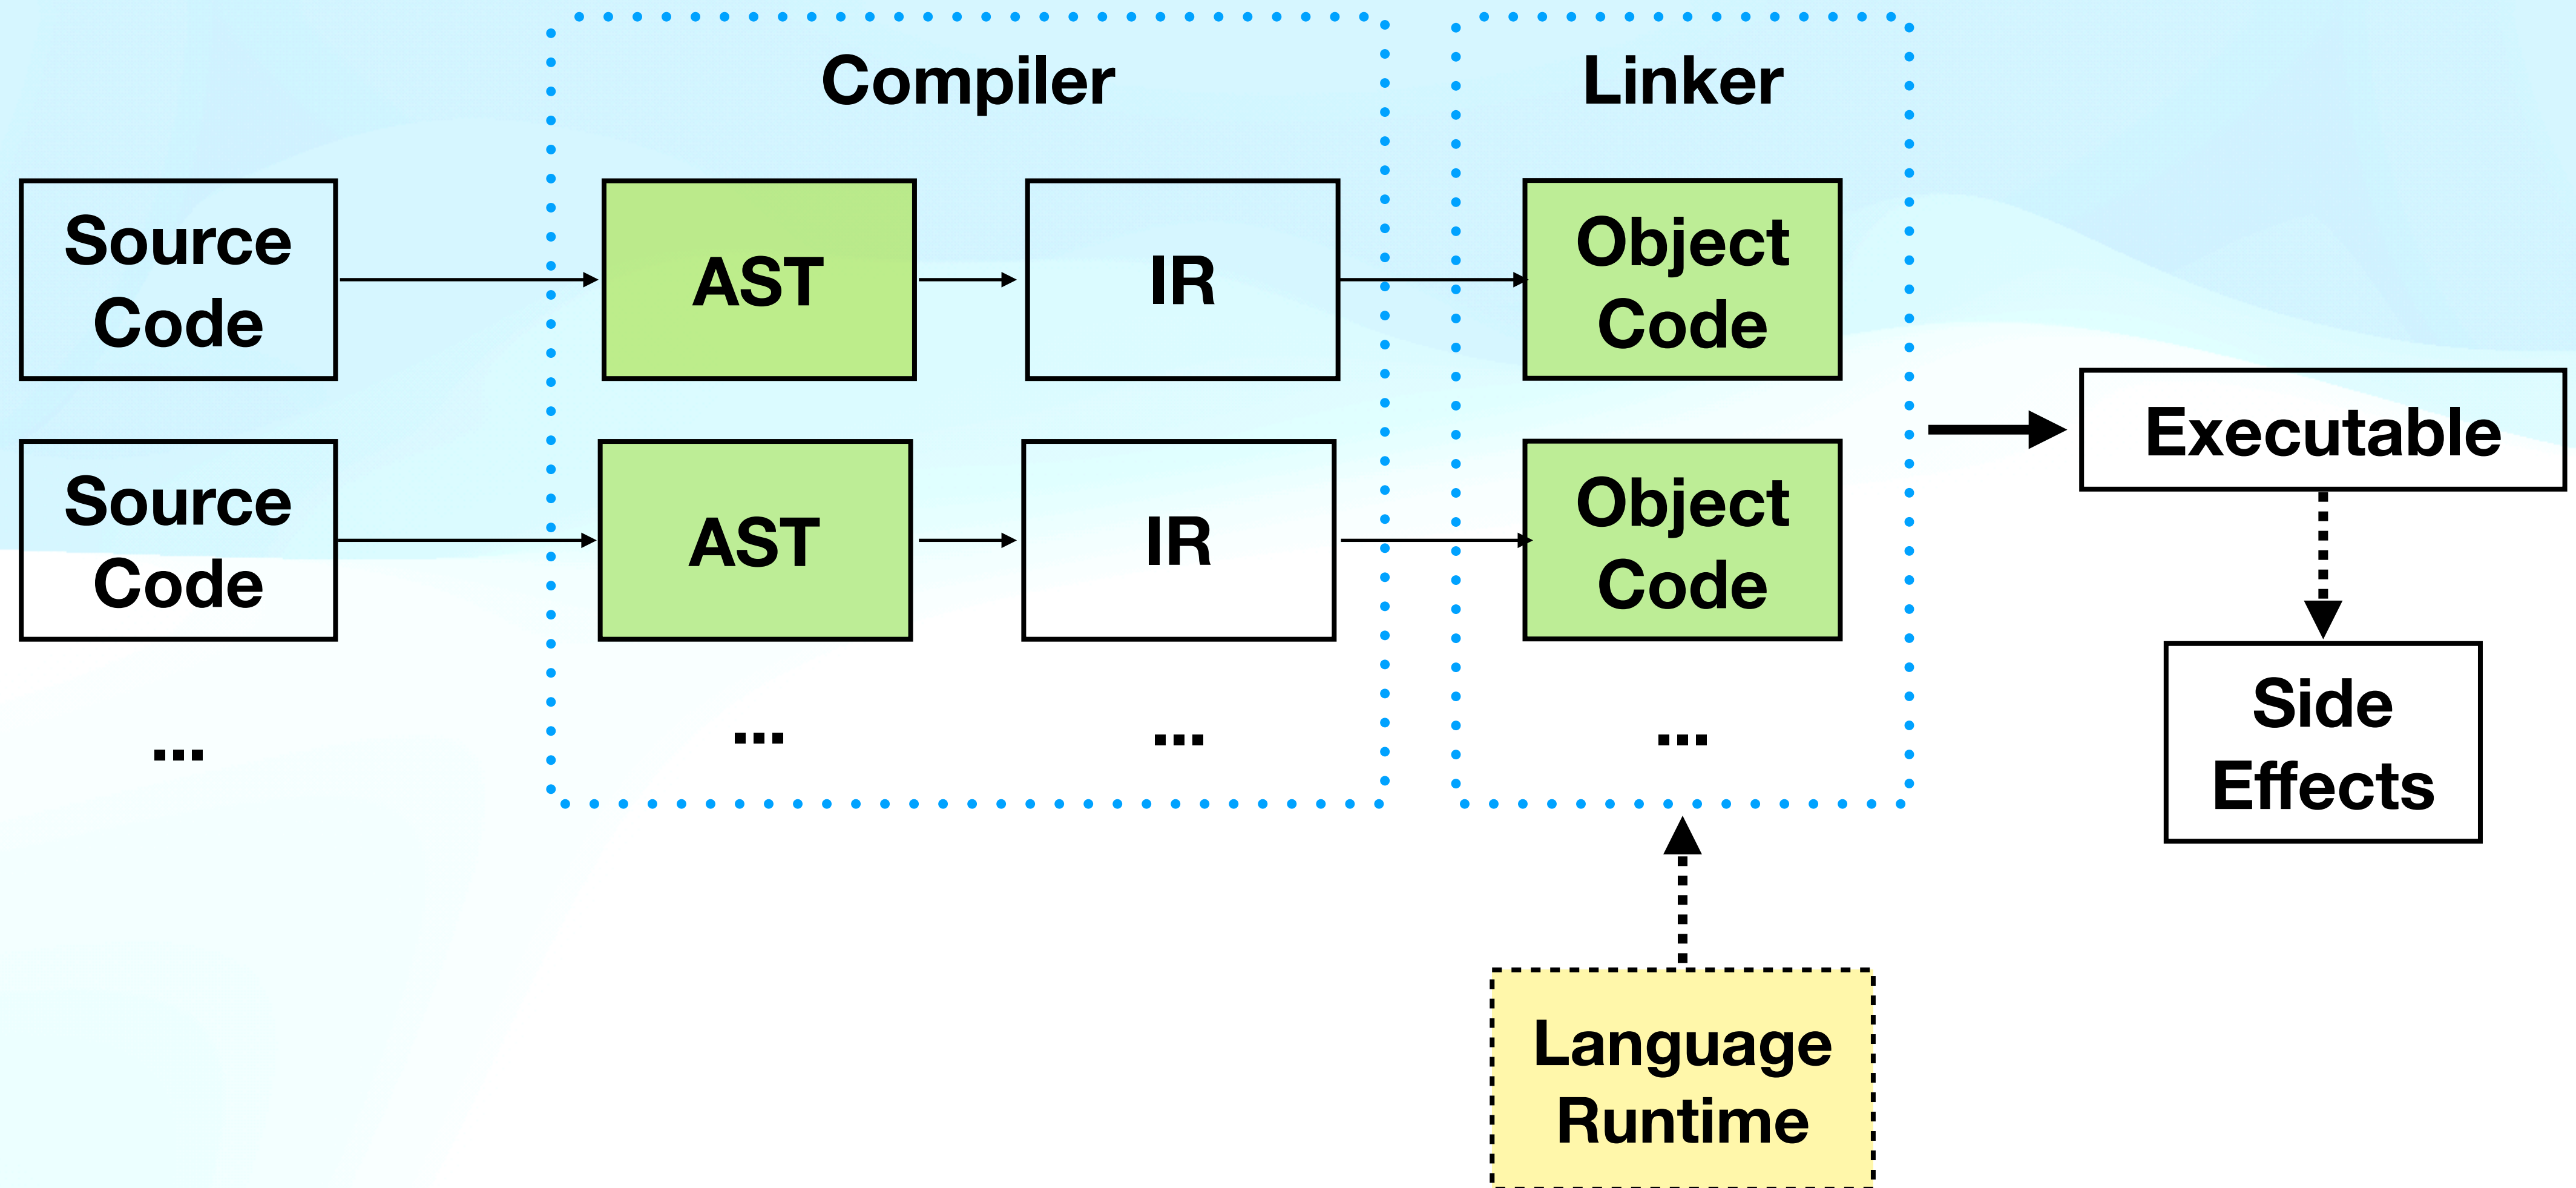 Compiler
Linker
Source
Code
AST
IR
Object
Code
Source
Code
AST
IR
Object
Code
Executable
...
...
...
...
Side
Effects
Language
Runtime